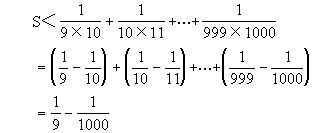 S< 1/9×10 + 1/10×11 +…+ 1/999×1000
= (1/9 − 1/10) + (1/10 − 1/11) +…+ (1/999 − 1/1000)
= 1/9 − 1/1000